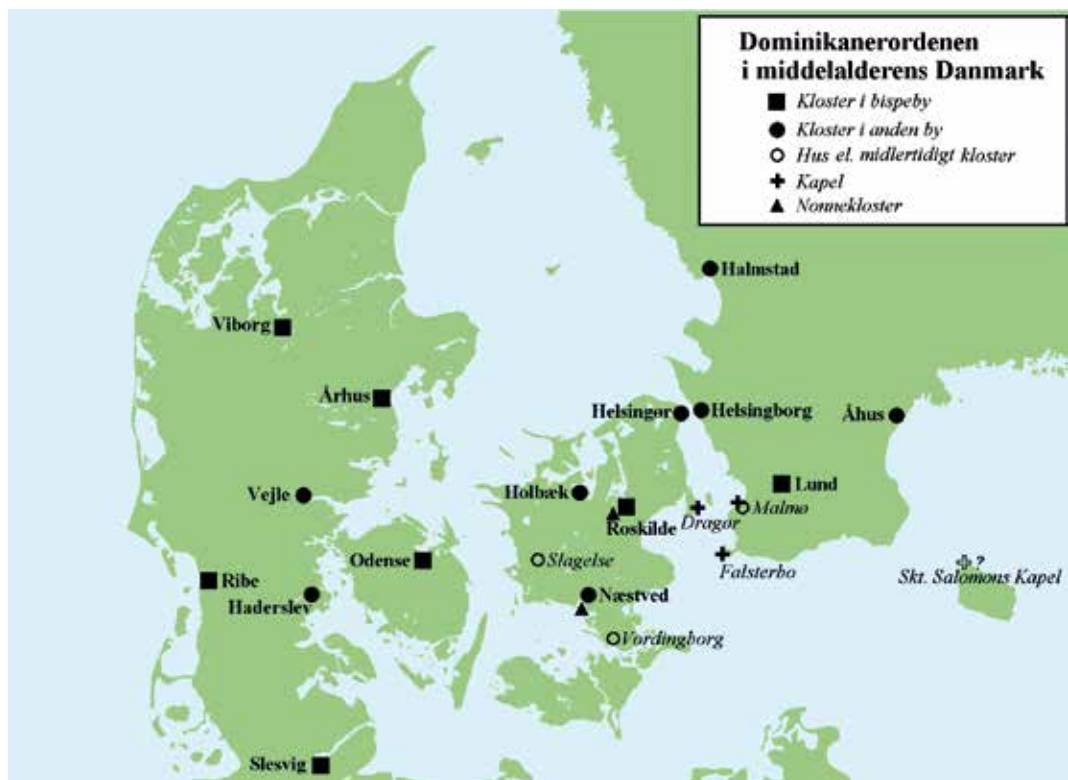 Dominikanerordenen
i middelalderens Danmark
Kloster i bispeby
Kloster i anden by
Hus el. midlertidigt kloster
Kapel
Nonnekloster
Halmstad
Viborg
Århus
Helsingør
Helsingborg
Åhus
Vejle
Holbæk
Lund
Roskilde
Dragør
Malmø
Odense
Slagelse
Falsterbo
?
Skt. Salomons Kapel
Ribe
Haderslev
Næstved
Vordingborg
Slesvig